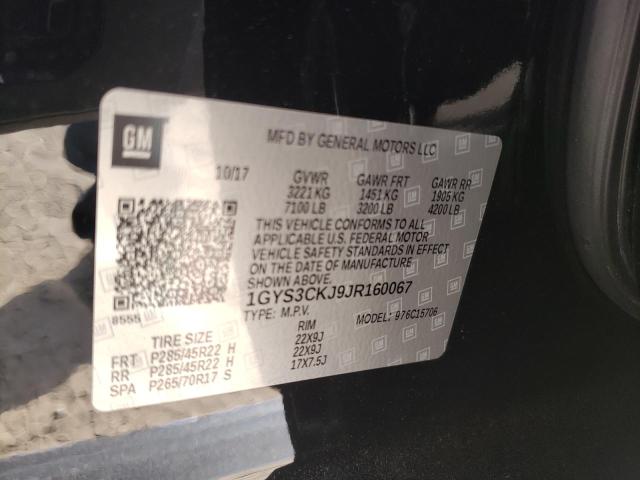 GM
MFD BY GENERAL MOTORS LLC
10/17 GVWR GAWR FRT GAWR RR
3221 KG 1451 KG 1905 KG
7100 LB 3200 LB 4200 LB
THIS VEHICLE CONFORMS TO ALL
APPLICABLE U.S. FEDERAL MOTOR
VEHICLE SAFETY STANDARDS IN EFFECT
ON THE DATE OF MANUFACTURE
SHOWN ABOVE.
8555 1GYS3CKJ9JR160067
TYPE: M.P.V. MODEL: 976C15706
TIRE SIZE RIM
FRT P285/45R22 H 22X9J
RR P285/45R22 H 22X9J
SPA P265/70R17 S 17X7.5J